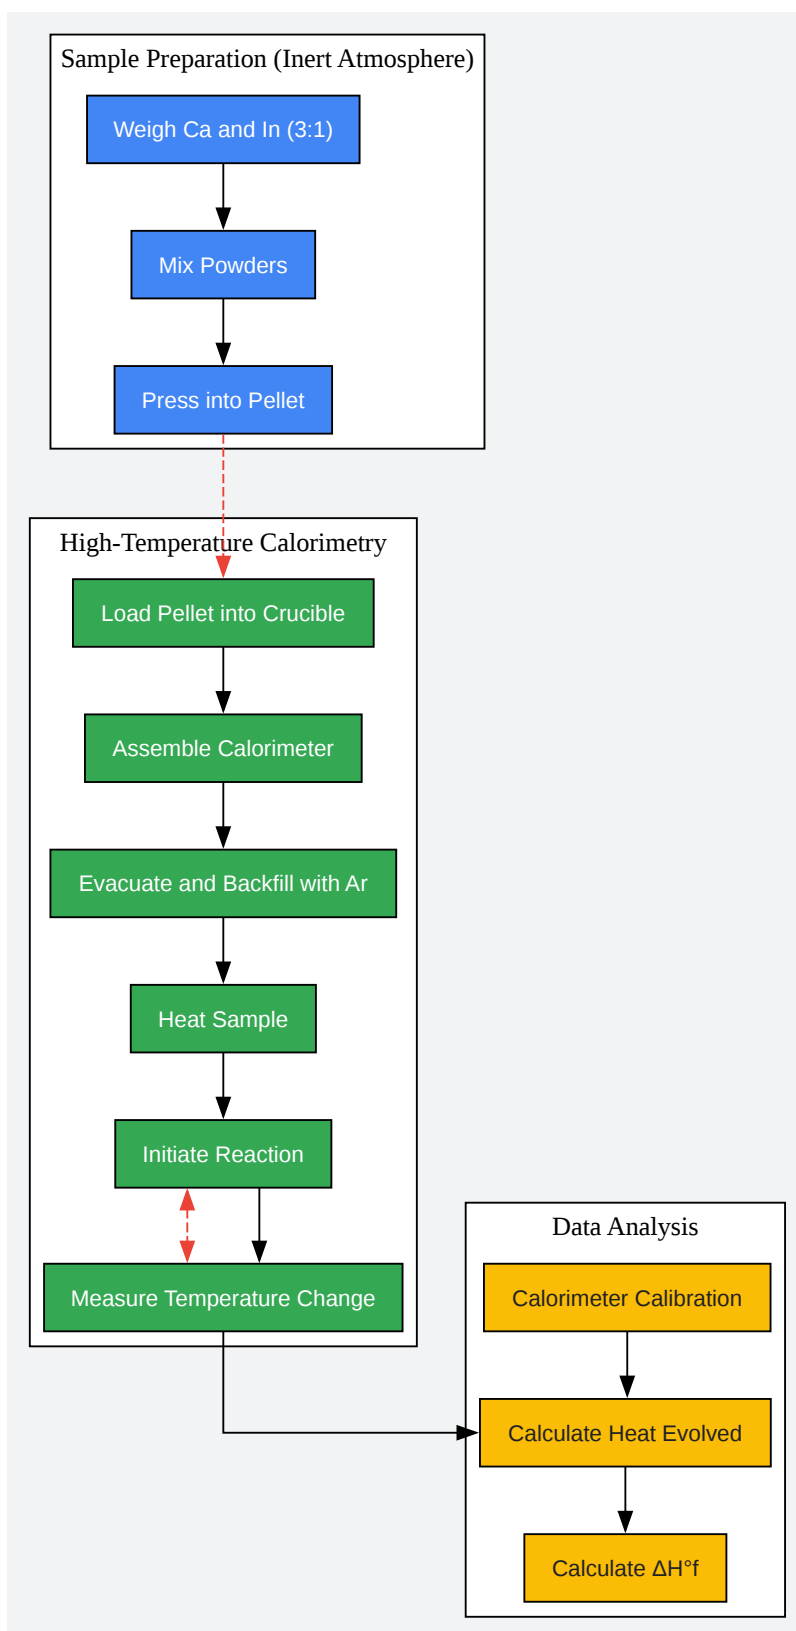 Sample Preparation (Inert Atmosphere)
Weigh Ca and In (3:1)
Mix Powders
Press into Pellet
High-Temperature Calorimetry
Load Pellet into Crucible
Assemble Calorimeter
Evacuate and Backfill with Ar
Heat Sample
Initiate Reaction
Measure Temperature Change
Data Analysis
Calorimeter Calibration
Calculate Heat Evolved
Calculate ΔH°f